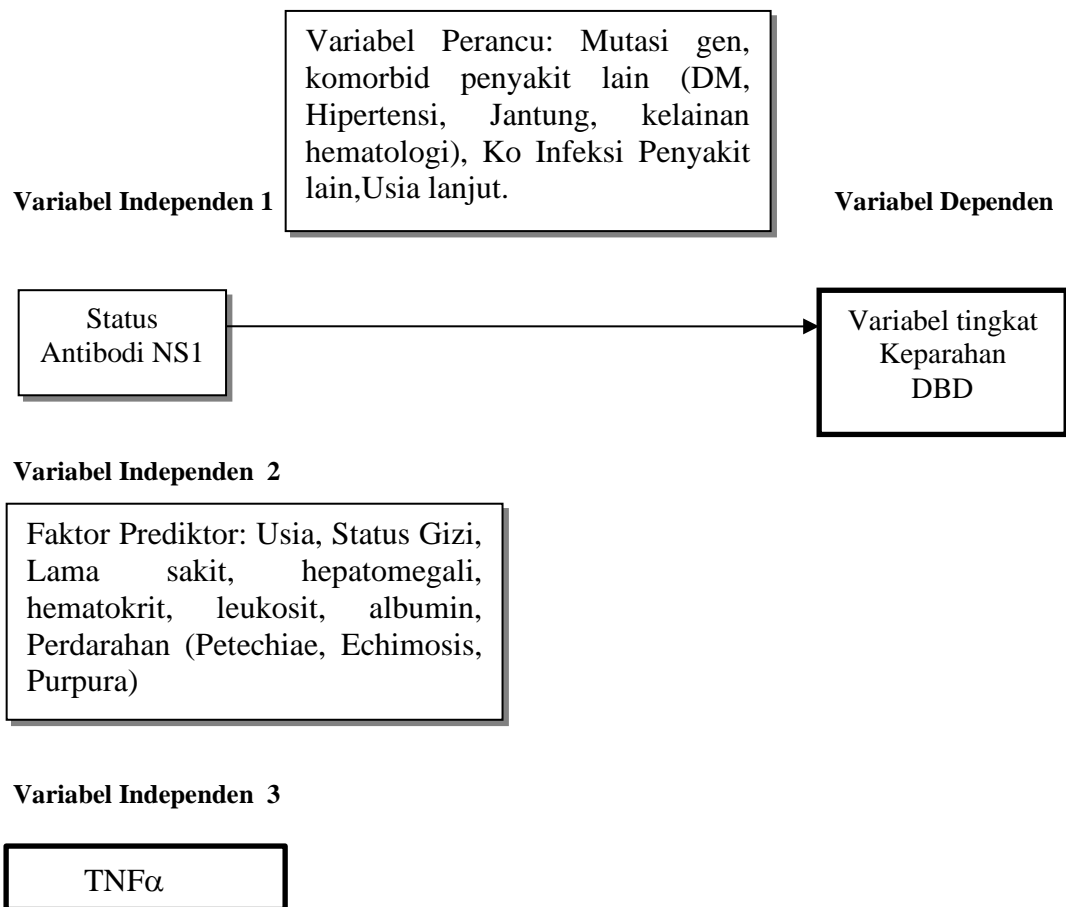 Variabel Perancu: Mutasi gen,
komorbid penyakit lain (DM,
Hipertensi, Jantung, kelainan
hematologi), Ko Infeksi Penyakit
lain,Usia lanjut.
Variabel Independen 1
Variabel Dependen
Status
Antibodi NS1
Variabel tingkat
Keparahan
DBD
Variabel Independen 2
Faktor Prediktor: Usia, Status Gizi,
Lama sakit, hepatomegali,
hematokrit, leukosit, albumin,
Perdarahan (Petechiae, Echimosis,
Purpura)
Variabel Independen 3
TNFα